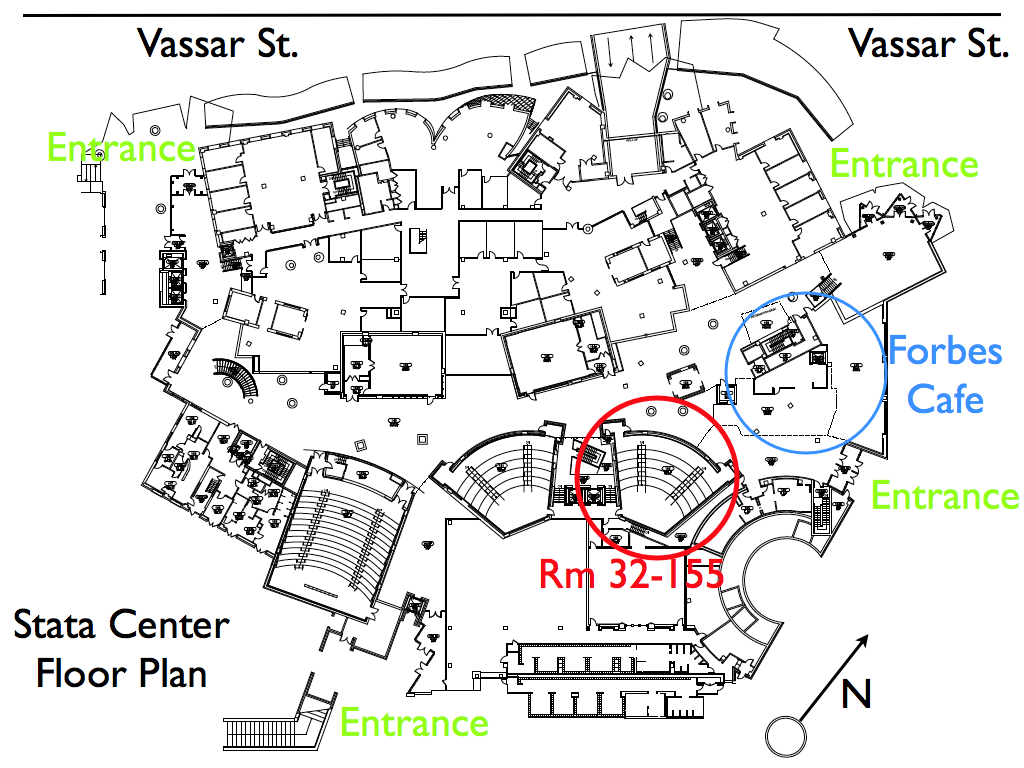 Vassar St.
Vassar St.
Entrance
Entrance
Forbes
Cafe
Entrance
Rm 32-155
Stata Center
Floor Plan
N
Entrance